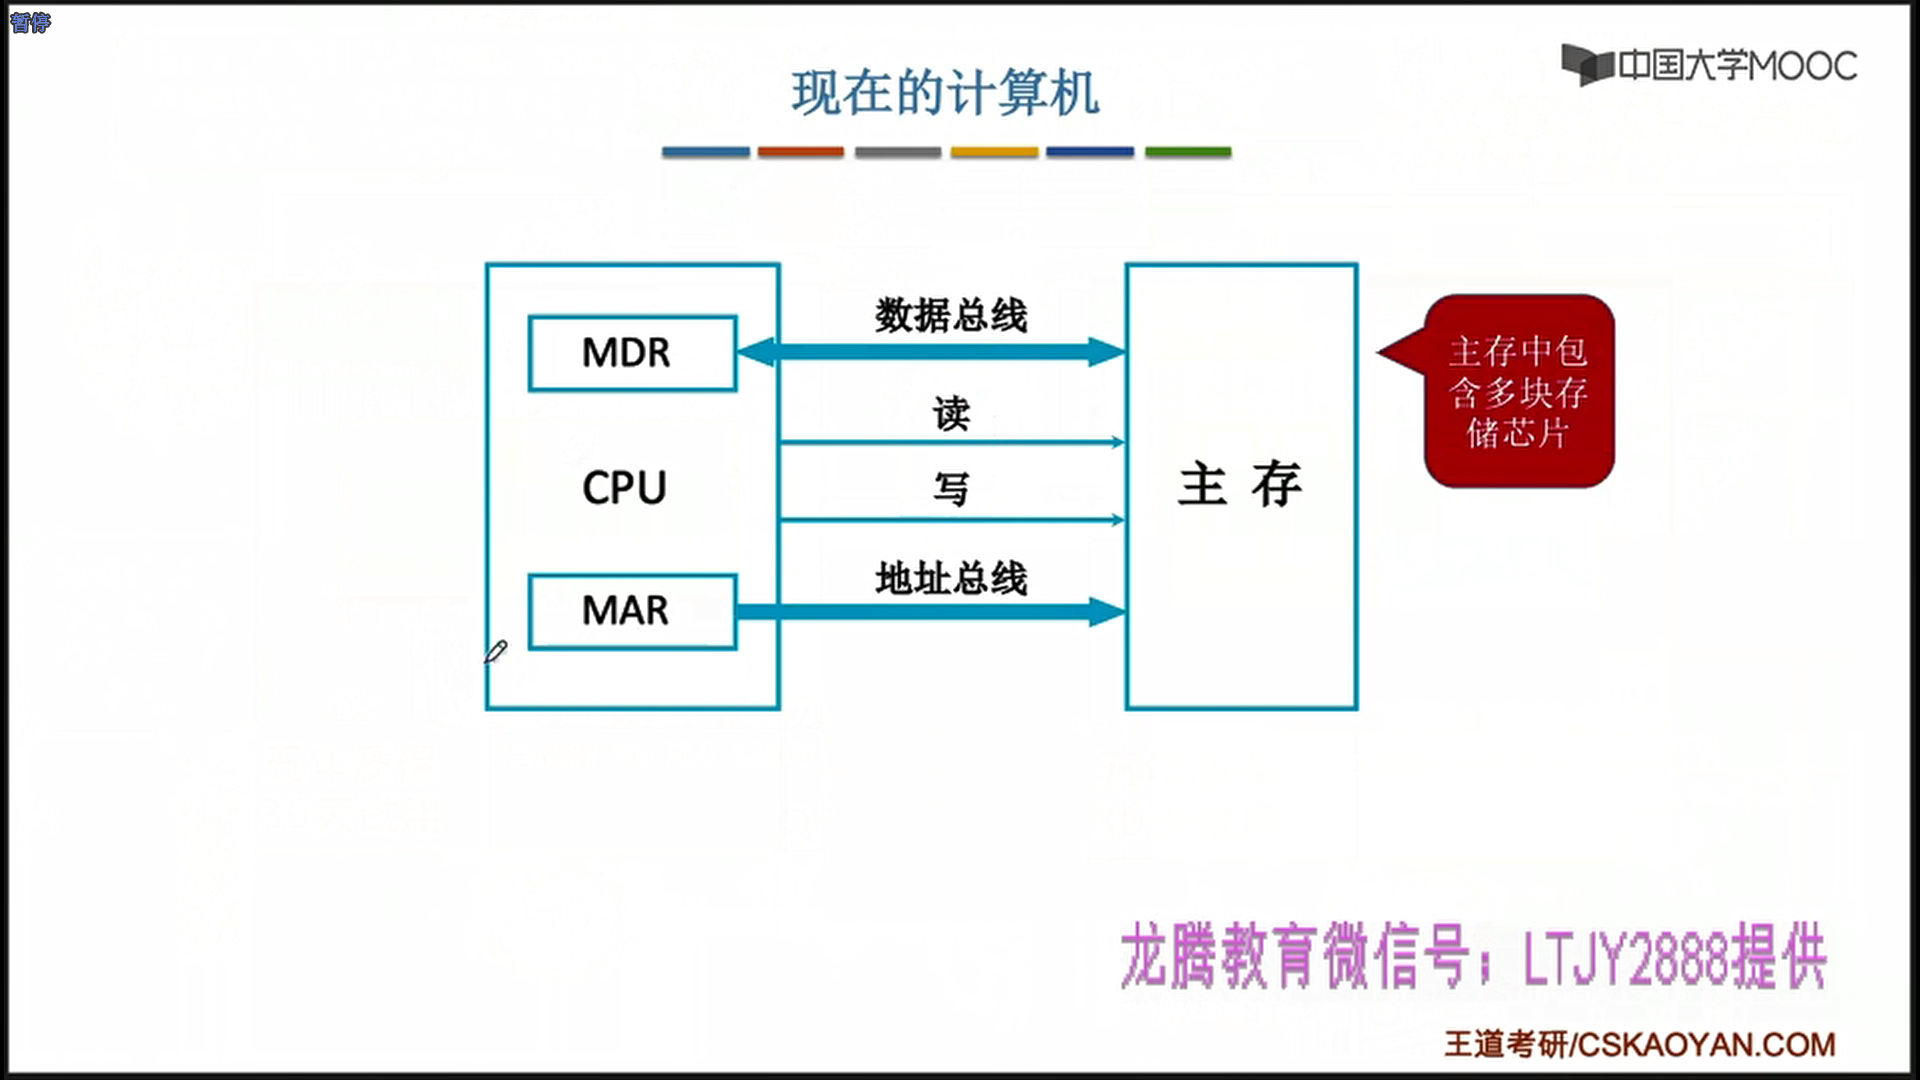 暂停
中国大学MOOC
现在的计算机
数据总线
MDR
读
CPU
写
主 存
地址总线
MAR
主存中包
含多块存
储芯片
龙腾教育微信号：LTJY2888提供
王道考研/CSKAOYAN.COM